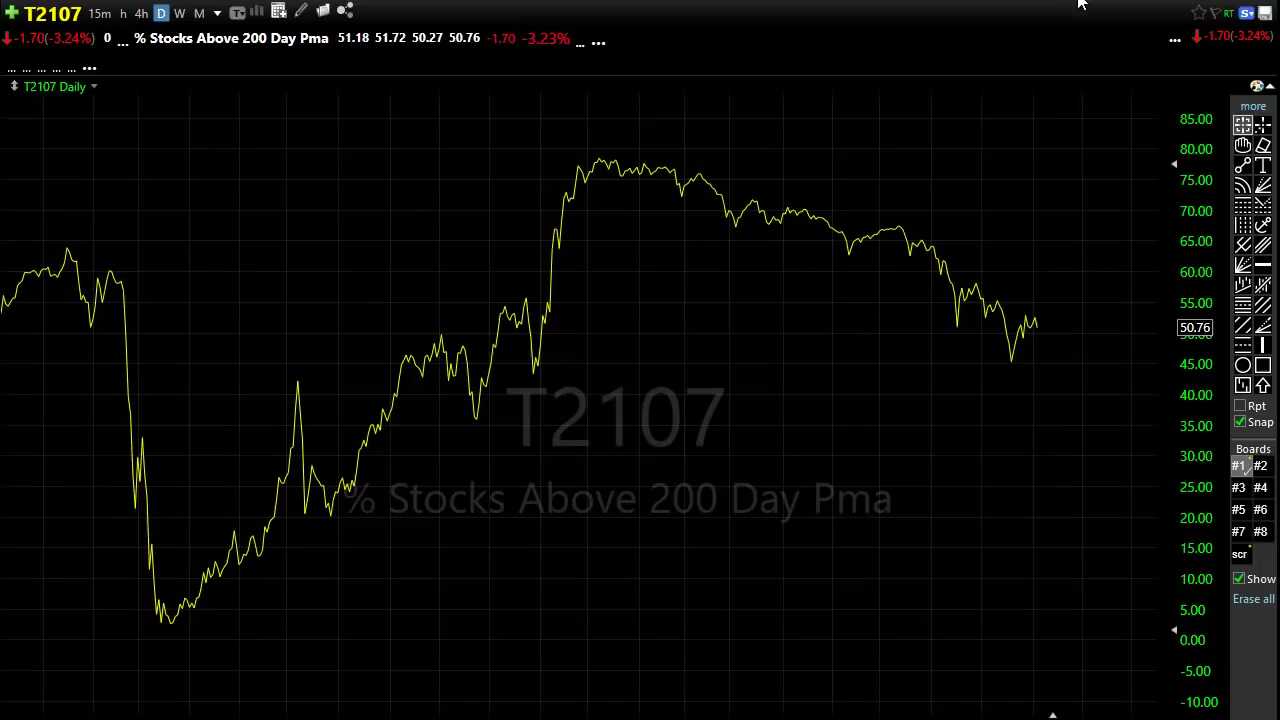 T2107 15m h 4h D W M T RT S
-1.70(-3.24%) 0 ... % Stocks Above 200 Day Pma 51.18 51.72 50.27 50.76 -1.70 -3.23% ... ... ... -1.70(-3.24%)
... ... ... ... ... ...
T2107 Daily
more
85.00
80.00
75.00
70.00
65.00
60.00
55.00
50.76
45.00
40.00
35.00
30.00
25.00
20.00
15.00
10.00
5.00
0.00
-5.00
-10.00
T2107
% Stocks Above 200 Day Pma
T
Rpt
Snap
Boards
#1 #2
#3 #4
#5 #6
#7 #8
scr
Show
Erase all